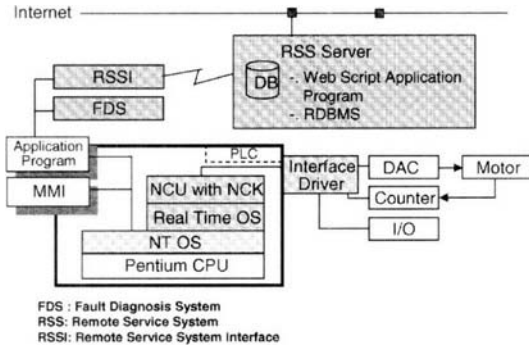 Internet
RSS Server
DB
-. Web Script Application
Program
-. RDBMS
RSSI
FDS
Application
Program
MMI
PLC
NCU with NCK
Real Time OS
NT OS
Pentium CPU
Interface
Driver
DAC
Motor
Counter
I/O
FDS : Fault Diagnosis System
RSS: Remote Service System
RSSI: Remote Service System Interface